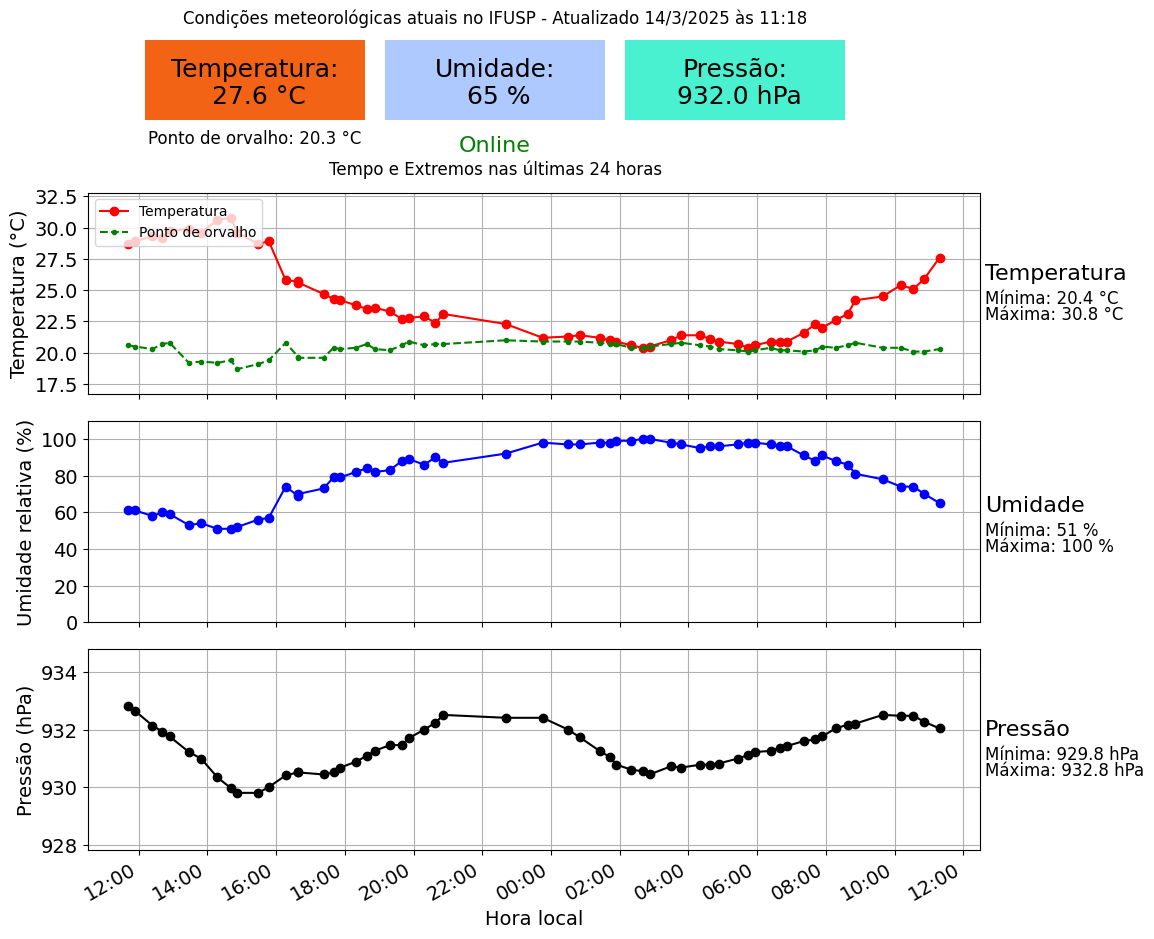 Condições meteorológicas atuais no IFUSP - Atualizado 14/3/2025 às 11:18
Temperatura:
27.6 °C
Umidade:
65 %
Pressão:
932.0 hPa
Ponto de orvalho: 20.3 °C
Online
Tempo e Extremos nas últimas 24 horas
Temperatura (°C)
32.5
30.0
27.5
25.0
22.5
20.0
17.5
Temperatura
Ponto de orvalho
Temperatura
Mínima: 20.4 °C
Máxima: 30.8 °C
Umidade relativa (%)
100
80
60
40
20
0
Umidade
Mínima: 51 %
Máxima: 100 %
Pressão (hPa)
934
932
930
928
Pressão
Mínima: 929.8 hPa
Máxima: 932.8 hPa
12:00
14:00
16:00
18:00
20:00
22:00
00:00
02:00
04:00
06:00
08:00
10:00
12:00
Hora local